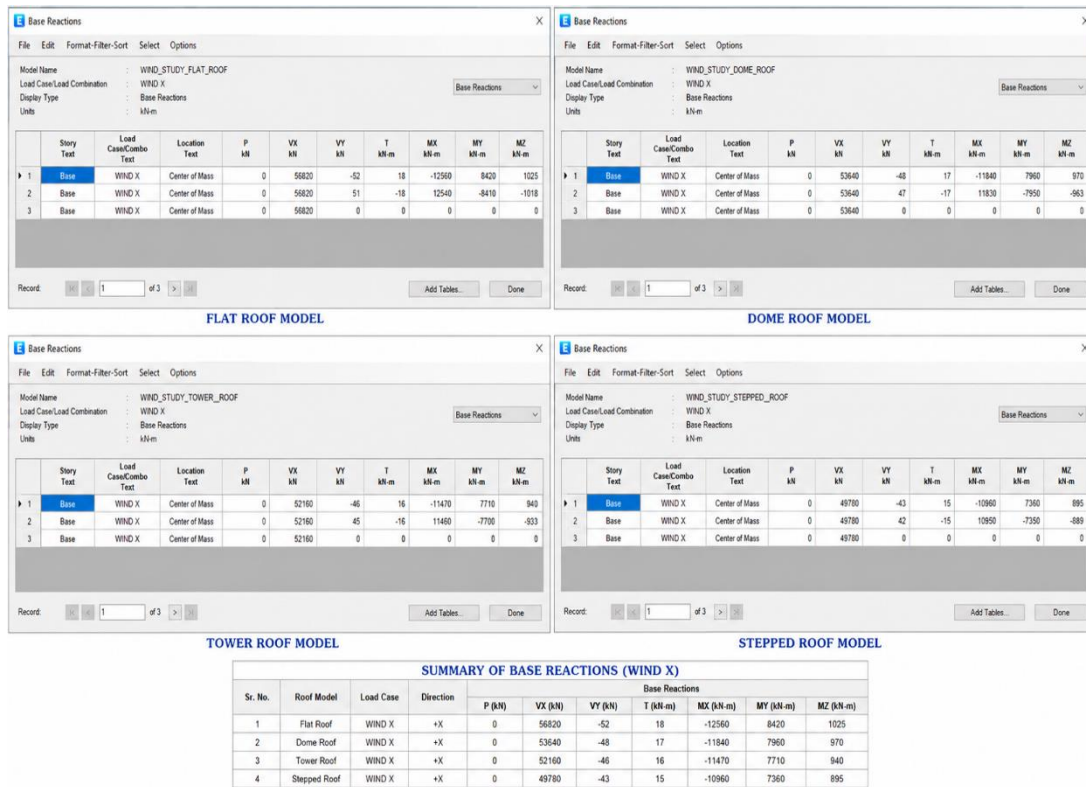 Base Reactions X
File Edit Format-Filter-Sort Select Options
Model Name : WIND_STUDY_FLAT_ROOF
Load Case/Load Combination : WIND X
Display Type : Base Reactions
Units : kN-m
Base Reactions
Story Text Load Case/Combo Text Location Text P kN VX kN VY kN T kN-m MX kN-m MY kN-m MZ kN-m
1 Base WIND X Center of Mass 0 56820 -52 18 -12560 8420 1025
2 Base WIND X Center of Mass 0 56820 51 -18 12540 -8410 -1018
3 Base WIND X Center of Mass 0 56820 0 0 0 0 0
Record: |< < 1 of 3 > >| Add Tables... Done
FLAT ROOF MODEL
Base Reactions X
File Edit Format-Filter-Sort Select Options
Model Name : WIND_STUDY_DOME_ROOF
Load Case/Load Combination : WIND X
Display Type : Base Reactions
Units : kN-m
Base Reactions
Story Text Load Case/Combo Text Location Text P kN VX kN VY kN T kN-m MX kN-m MY kN-m MZ kN-m
1 Base WIND X Center of Mass 0 53640 -48 17 -11840 7960 970
2 Base WIND X Center of Mass 0 53640 47 -17 11830 -7950 -963
3 Base WIND X Center of Mass 0 53640 0 0 0 0 0
Record: |< < 1 of 3 > >| Add Tables... Done
DOME ROOF MODEL
Base Reactions X
File Edit Format-Filter-Sort Select Options
Model Name : WIND_STUDY_TOWER_ROOF
Load Case/Load Combination : WIND X
Display Type : Base Reactions
Units : kN-m
Base Reactions
Story Text Load Case/Combo Text Location Text P kN VX kN VY kN T kN-m MX kN-m MY kN-m MZ kN-m
1 Base WIND X Center of Mass 0 52160 -46 16 -11470 7710 940
2 Base WIND X Center of Mass 0 52160 45 -16 11460 -7700 -933
3 Base WIND X Center of Mass 0 52160 0 0 0 0 0
Record: |< < 1 of 3 > >| Add Tables... Done
TOWER ROOF MODEL
Base Reactions X
File Edit Format-Filter-Sort Select Options
Model Name : WIND_STUDY_STEPPED_ROOF
Load Case/Load Combination : WIND X
Display Type : Base Reactions
Units : kN-m
Base Reactions
Story Text Load Case/Combo Text Location Text P kN VX kN VY kN T kN-m MX kN-m MY kN-m MZ kN-m
1 Base WIND X Center of Mass 0 49780 -43 15 -10960 7360 895
2 Base WIND X Center of Mass 0 49780 42 -15 10950 -7350 -889
3 Base WIND X Center of Mass 0 49780 0 0 0 0 0
Record: |< < 1 of 3 > >| Add Tables... Done
STEPPED ROOF MODEL
SUMMARY OF BASE REACTIONS (WIND X)
Sr. No. Roof Model Load Case Direction Base Reactions
P (kN) VX (kN) VY (kN) T (kN-m) MX (kN-m) MY (kN-m) MZ (kN-m)
1 Flat Roof WIND X +X 0 56820 -52 18 -12560 8420 1025
2 Dome Roof WIND X +X 0 53640 -48 17 -11840 7960 970
3 Tower Roof WIND X +X 0 52160 -46 16 -11470 7710 940
4 Stepped Roof WIND X +X 0 49780 -43 15 -10960 7360 895